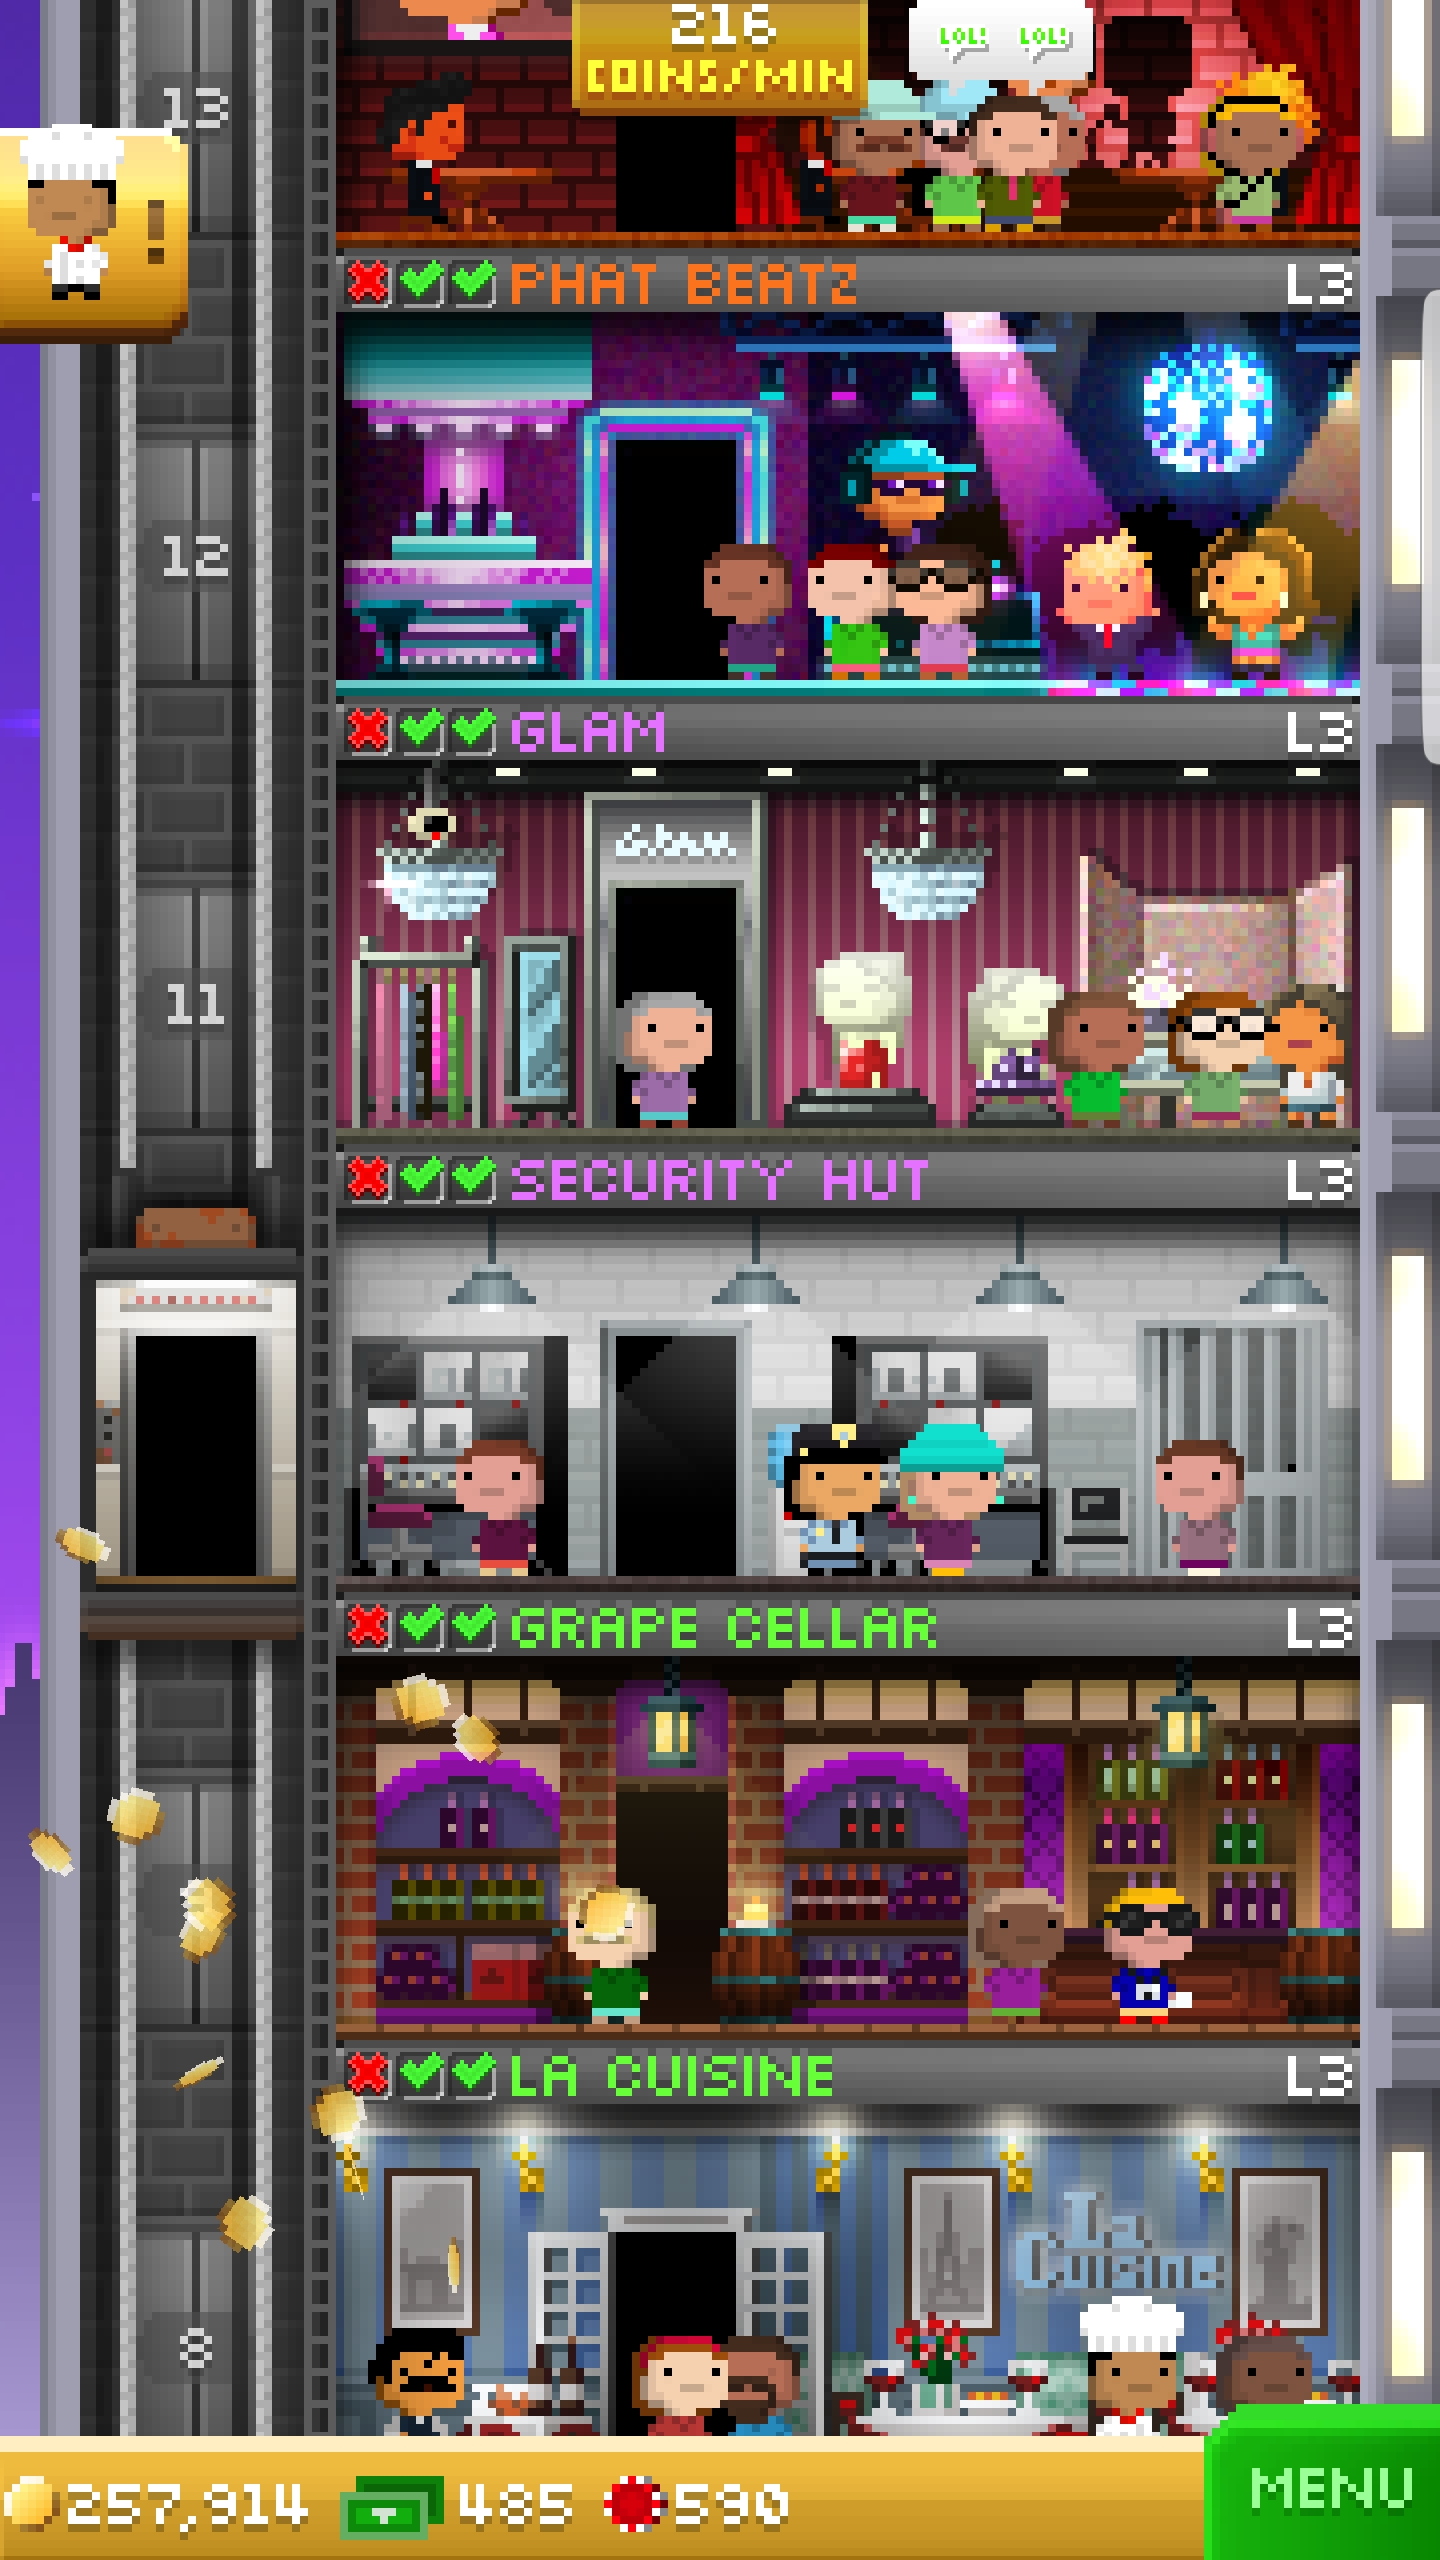 216
COINS/MIN
LOL! LOL!
13
!
PHAT BEATZ L3
12
GLAM L3
Glam
11
SECURITY HUT L3
GRAPE CELLAR L3
LA CUISINE L3
La
Cuisine
8
257,914 485 590
MENU